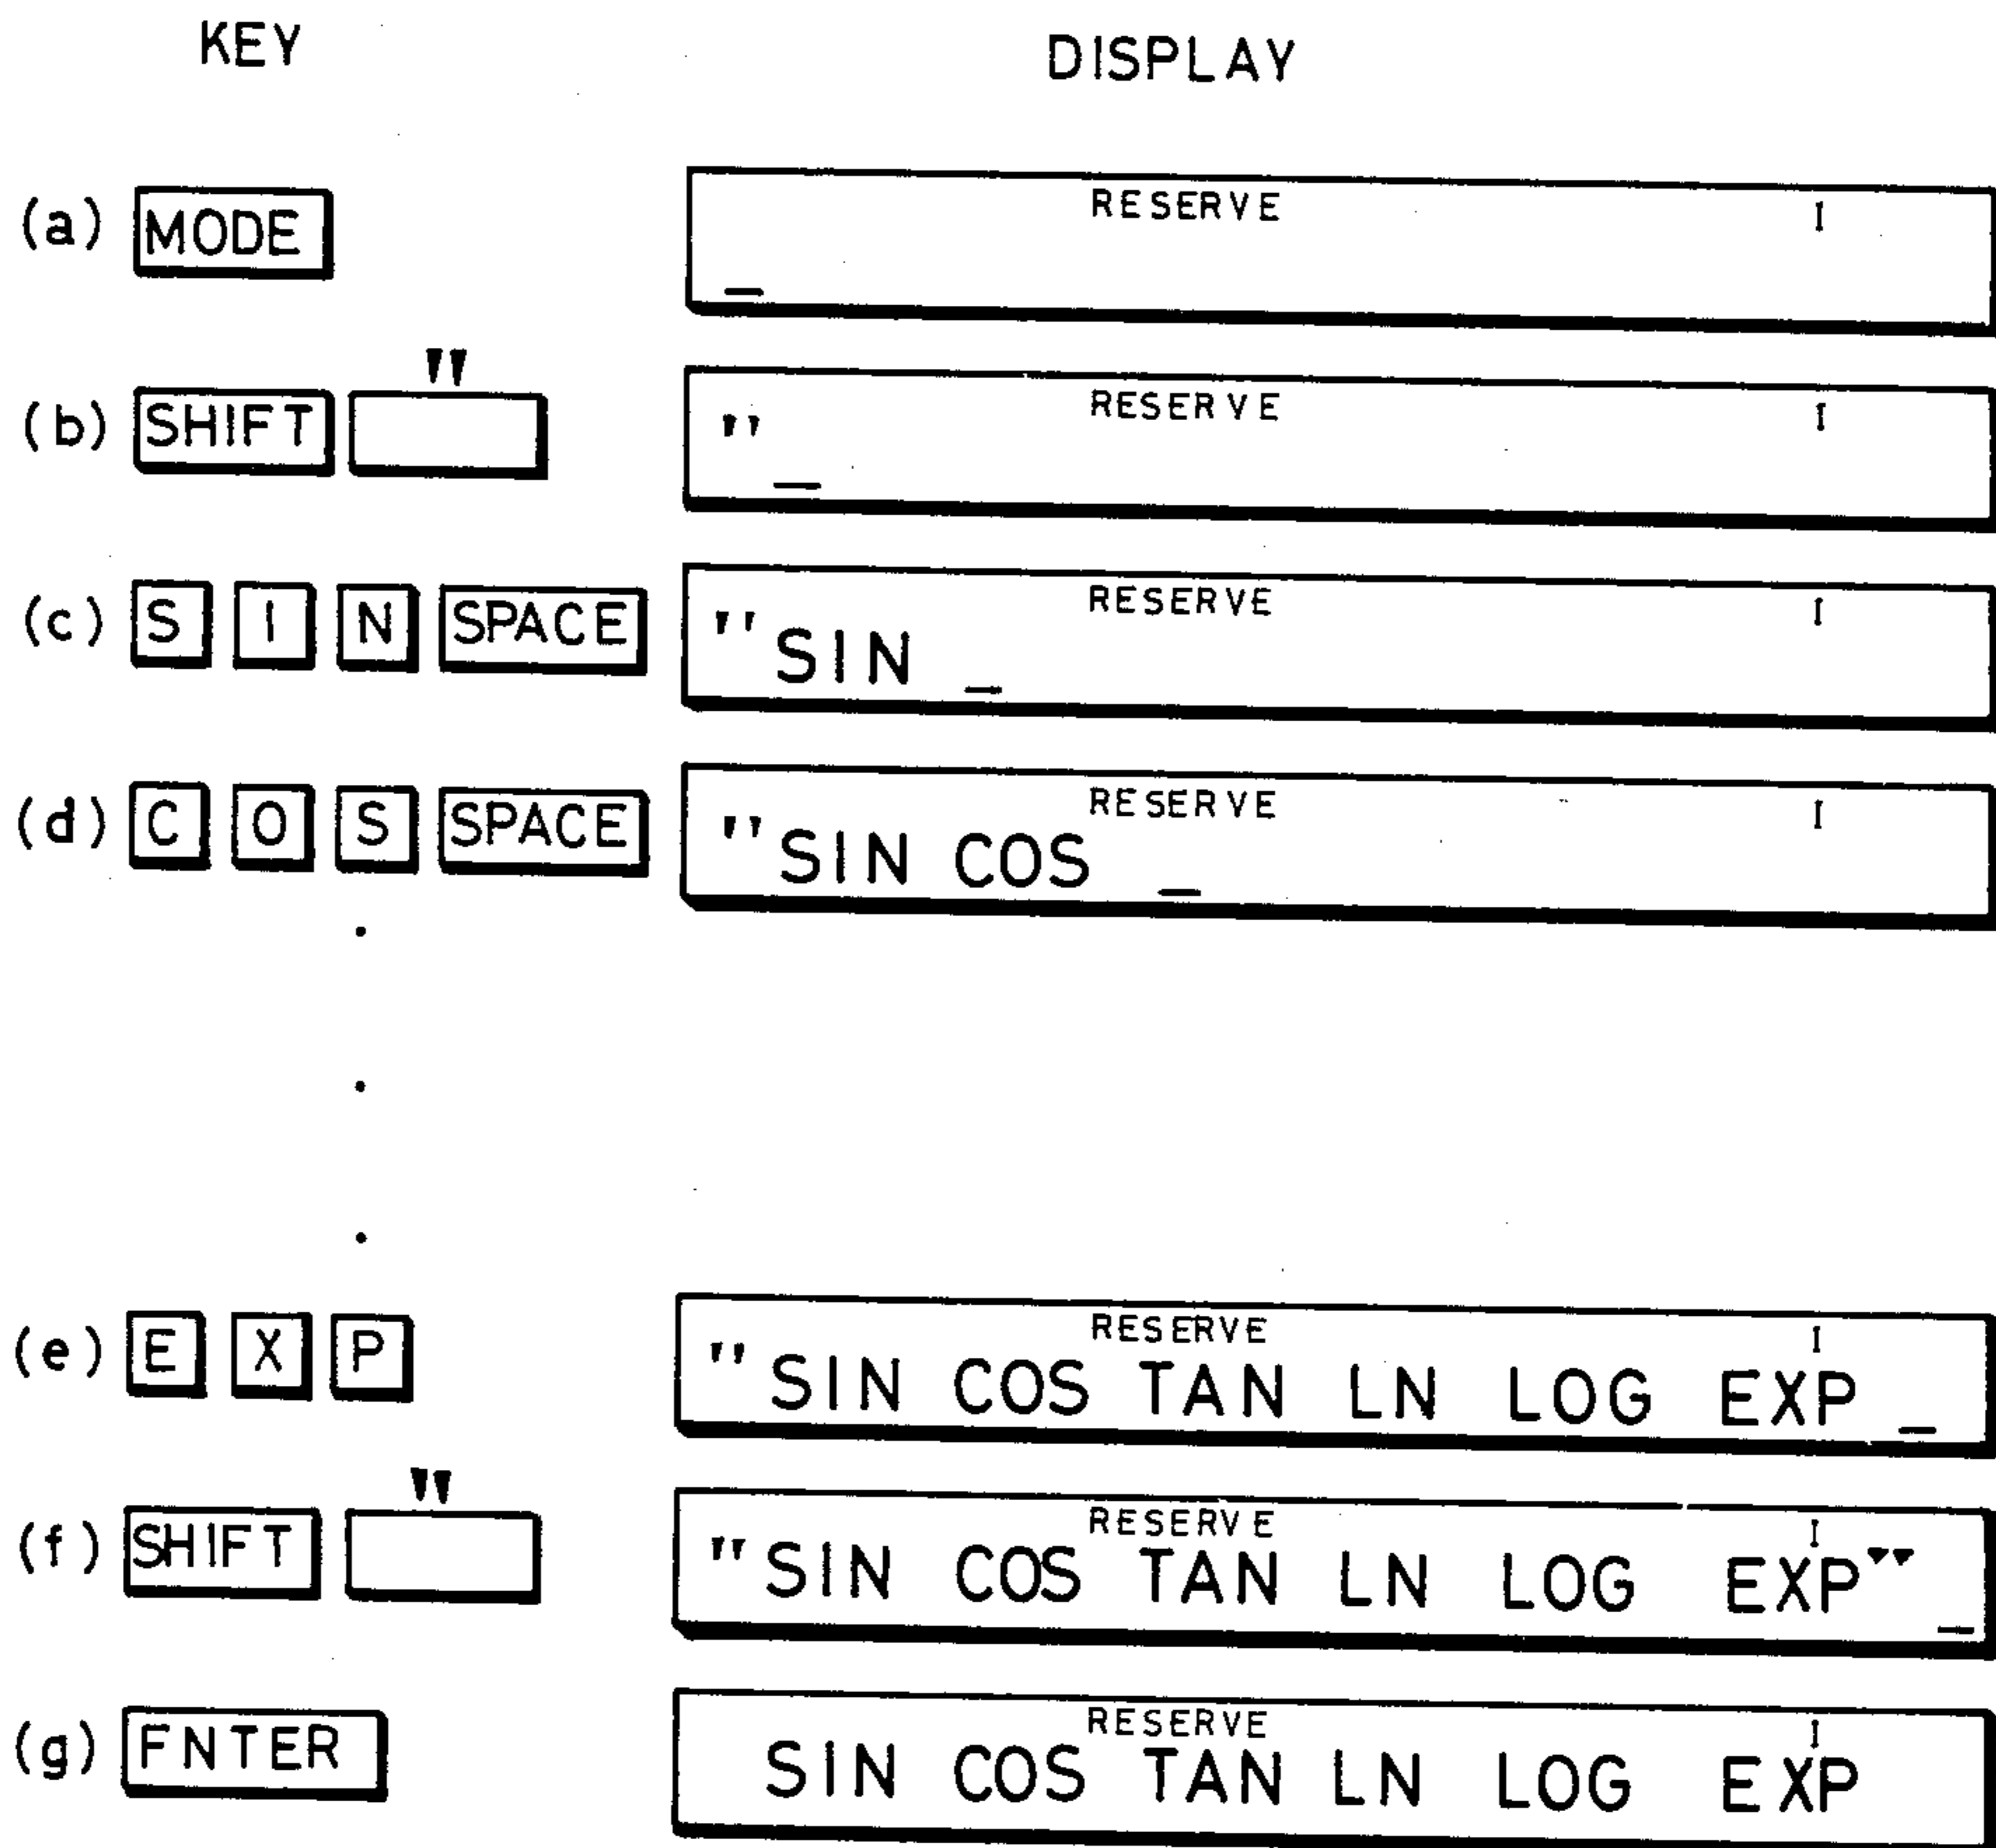 KEY DISPLAY
(a) MODE RESERVE I
_
"
(b) SHIFT " RESERVE I
_
(c) S I N SPACE RESERVE I
"SIN _
(d) C O S SPACE RESERVE I
"SIN COS _
.
.
.
(e) E X P RESERVE I
"SIN COS TAN LN LOG EXP _
"
(f) SHIFT RESERVE I
"SIN COS TAN LN LOG EXP" _
(g) FNTER RESERVE I
SIN COS TAN LN LOG EXP